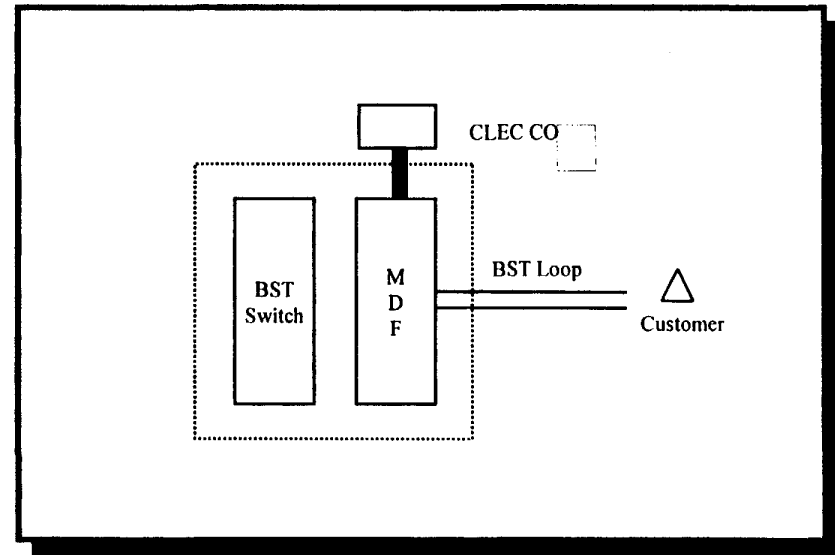 CLEC CO
BST Loop
BST
Switch
M
D
F
Customer